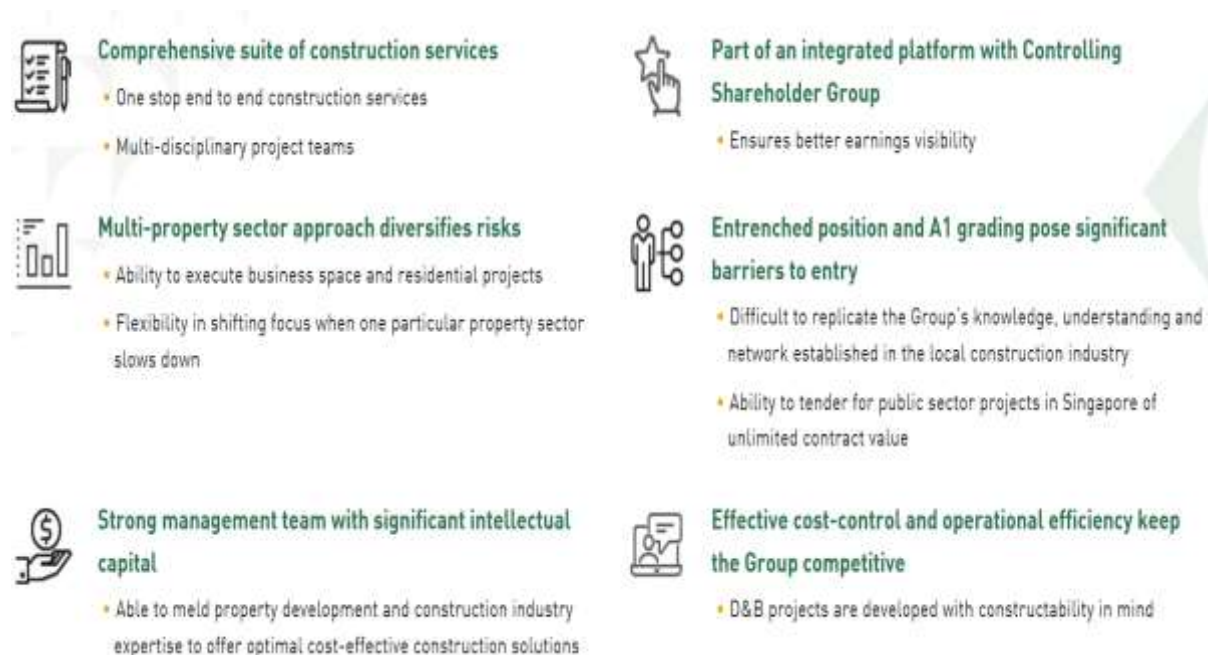 Comprehensive suite of construction services
• One stop end to end construction services
• Multi-disciplinary project teams
Part of an integrated platform with Controlling
Shareholder Group
• Ensures better earnings visibility
Multi-property sector approach diversifies risks
• Ability to execute business space and residential projects
• Flexibility in shifting focus when one particular property sector
slows down
Entrenched position and A1 grading pose significant
barriers to entry
• Difficult to replicate the Group's knowledge, understanding and
network established in the local construction industry
• Ability to tender for public sector projects in Singapore of
unlimited contract value
Strong management team with significant intellectual
capital
• Able to meld property development and construction industry
expertise to offer optimal cost-effective construction solutions
Effective cost-control and operational efficiency keep
the Group competitive
• D&B projects are developed with constructability in mind